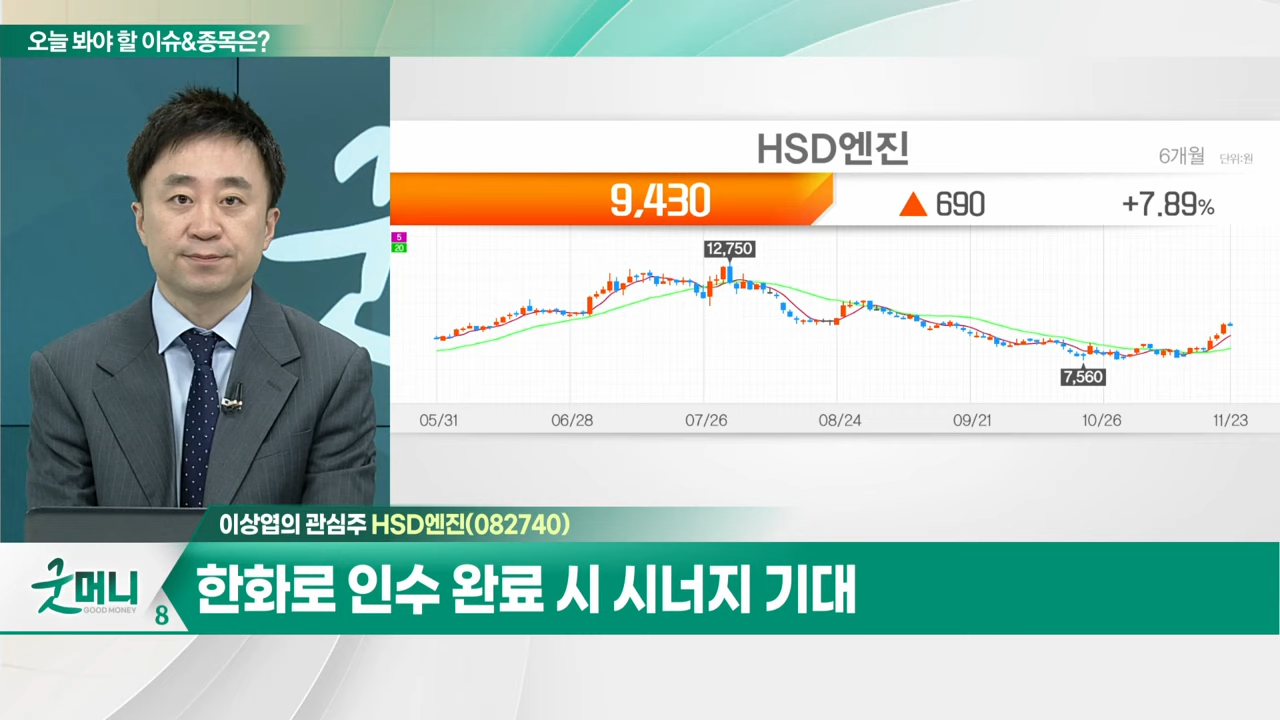 오늘 봐야 할 이슈&종목은?
HSD엔진
6개월 단위:원
9,430 ▲ 690 +7.89%
5
20
12,750
7,560
05/31 06/28 07/26 08/24 09/21 10/26 11/23
이상엽의 관심주 HSD엔진(082740)
한화로 인수 완료 시 시너지 기대
굿머니
GOOD MONEY
8